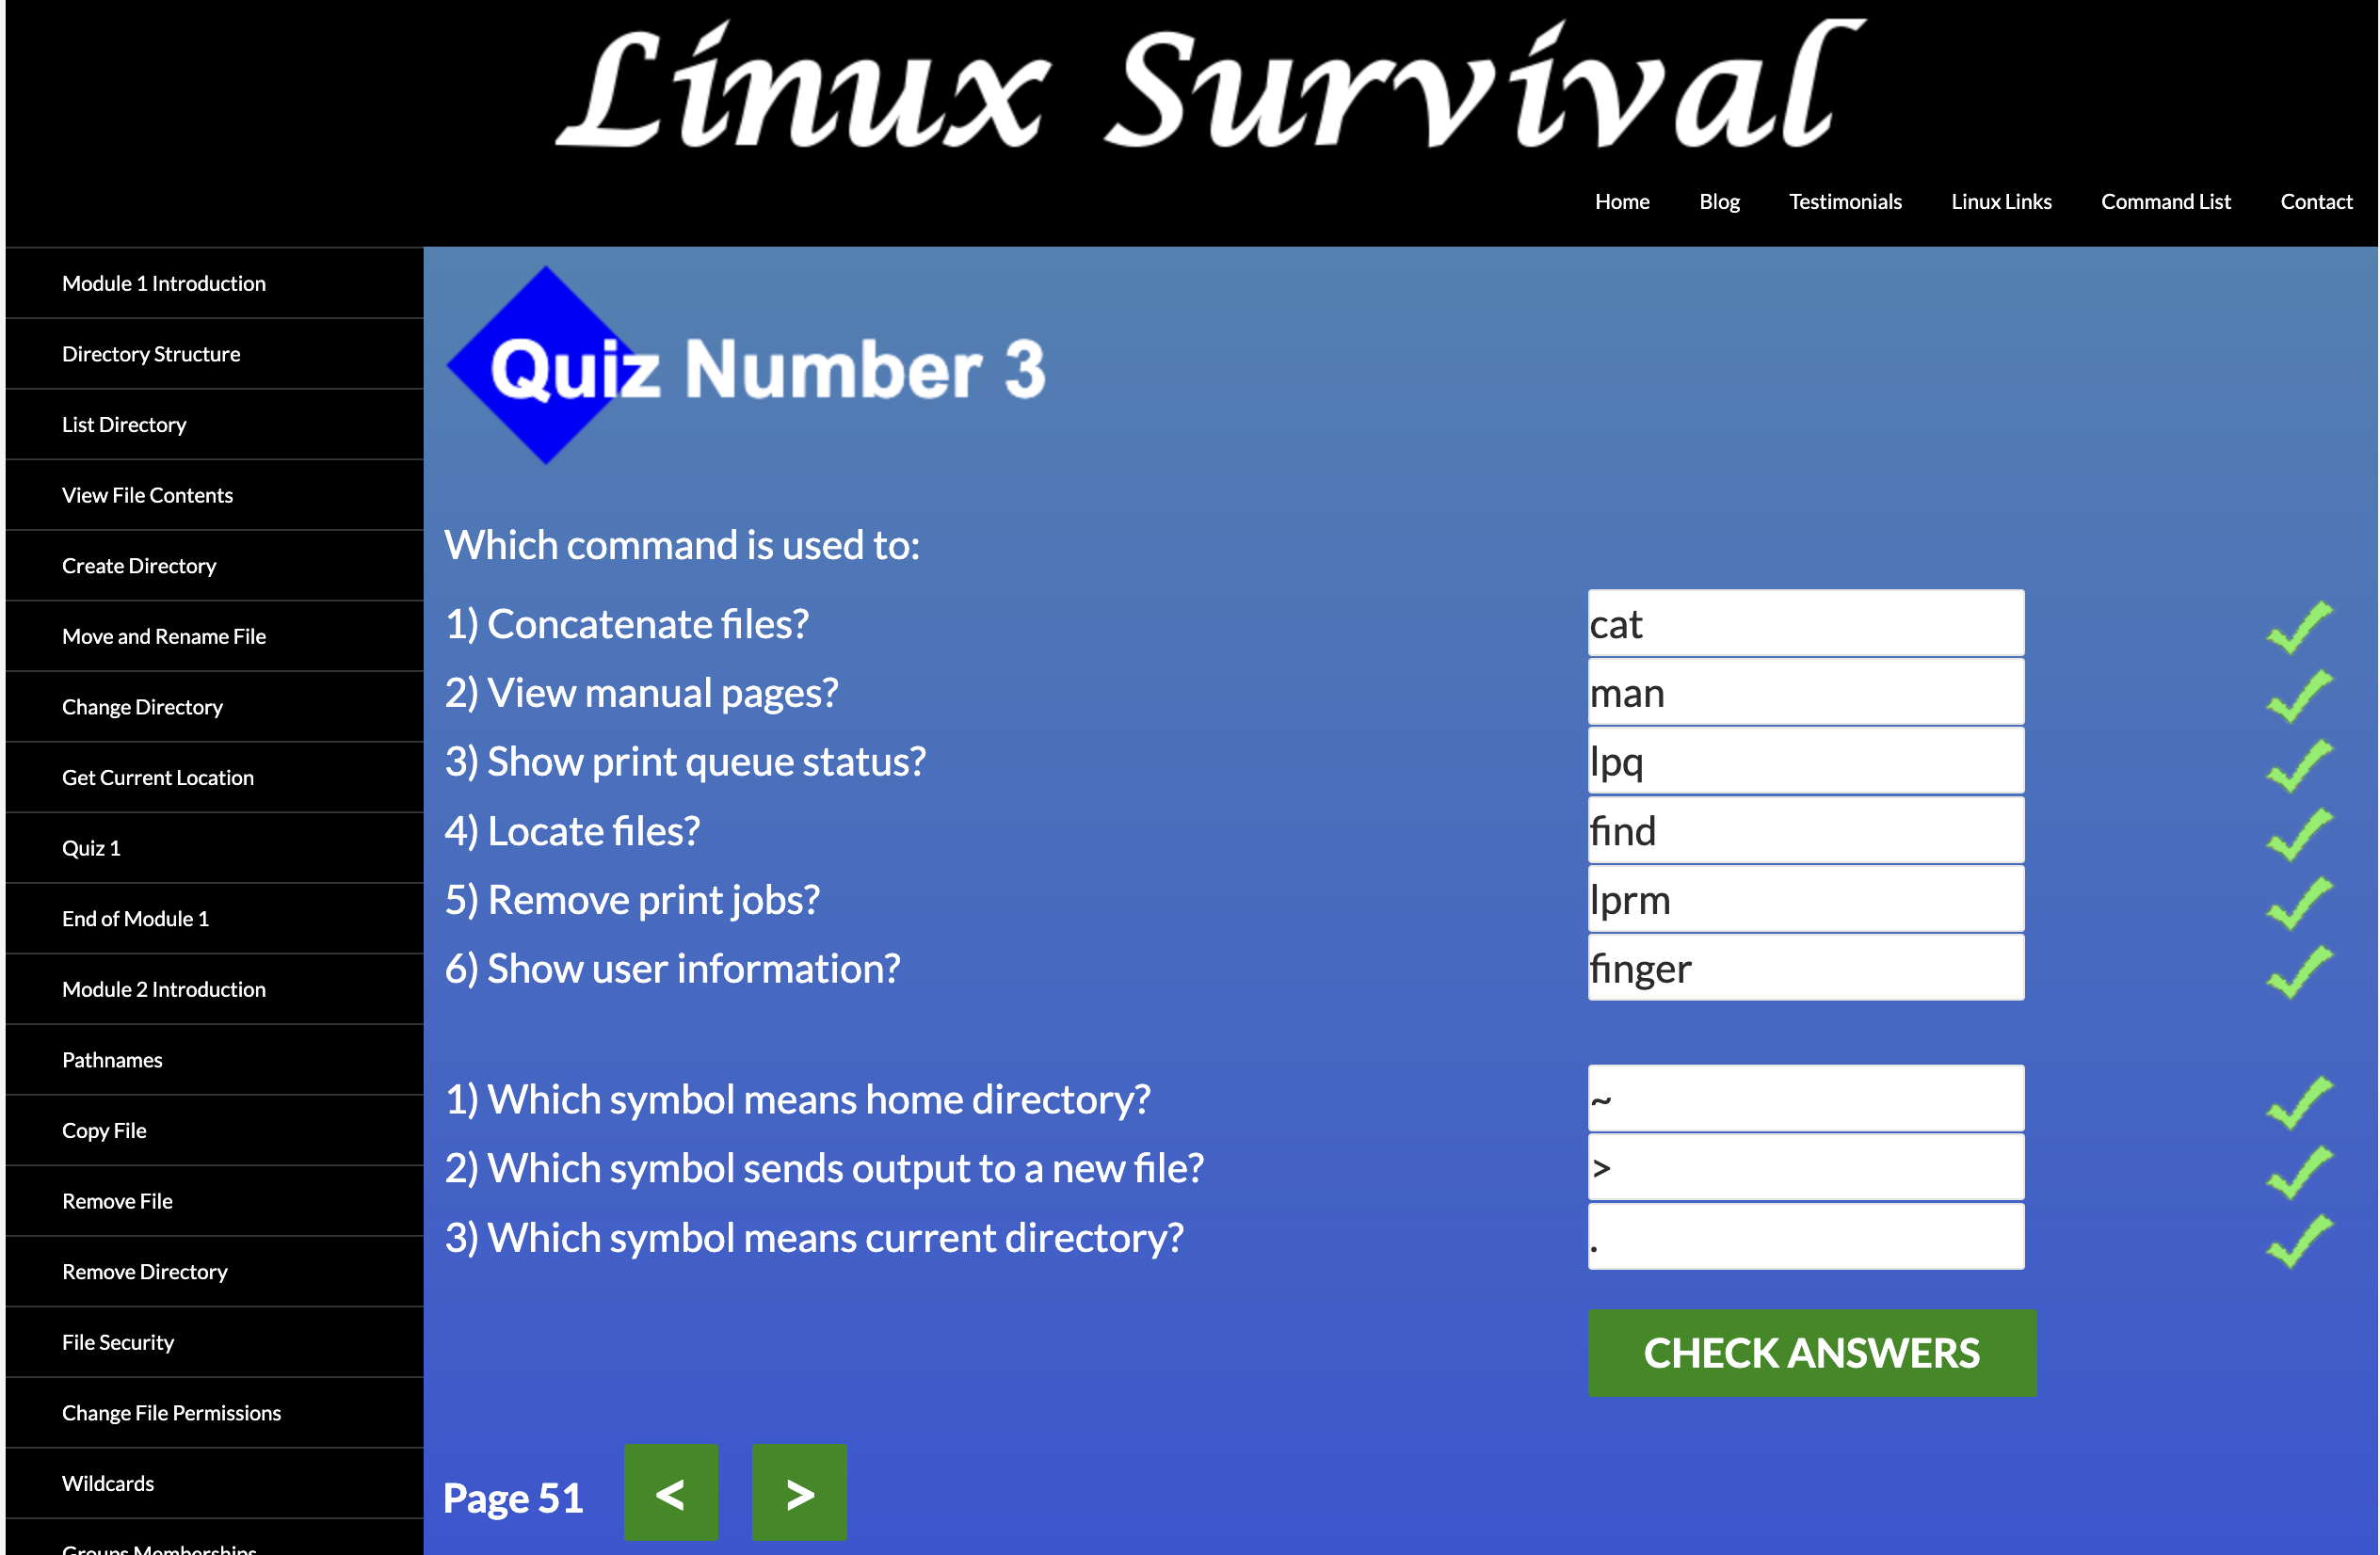 Linux Survival
Home Blog Testimonials Linux Links Command List Contact
Module 1 Introduction
Directory Structure
List Directory
View File Contents
Create Directory
Move and Rename File
Change Directory
Get Current Location
Quiz 1
End of Module 1
Module 2 Introduction
Pathnames
Copy File
Remove File
Remove Directory
File Security
Change File Permissions
Wildcards
Groups Memberships
Quiz Number 3
Which command is used to:
1) Concatenate files? cat
2) View manual pages? man
3) Show print queue status? lpq
4) Locate files? find
5) Remove print jobs? lprm
6) Show user information? finger
1) Which symbol means home directory? ~
2) Which symbol sends output to a new file? >
3) Which symbol means current directory? .
CHECK ANSWERS
Page 51 < >